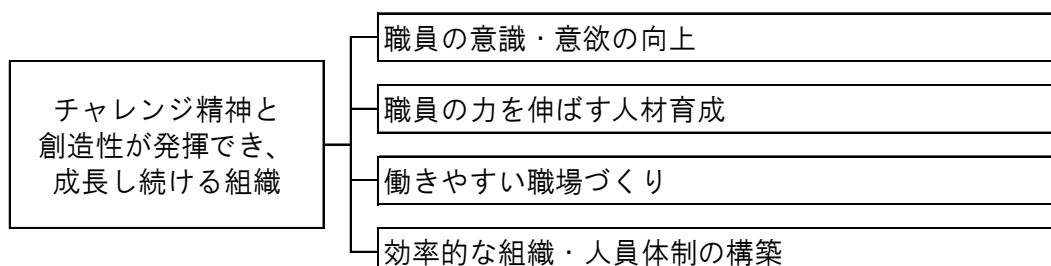 チャレンジ精神と
創造性が発揮でき、
成長し続ける組織
職員の意識・意欲の向上
職員の力を伸ばす人材育成
働きやすい職場づくり
効率的な組織・人員体制の構築